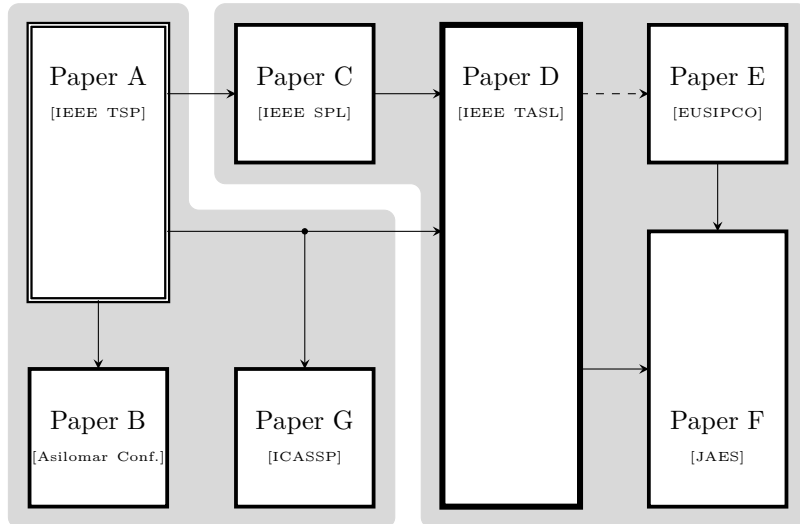 Paper A
[IEEE TSP]
Paper C
[IEEE SPL]
Paper D
[IEEE TASL]
Paper E
[EUSIPCO]
Paper B
[Asilomar Conf.]
Paper G
[ICASSP]
Paper F
[JAES]